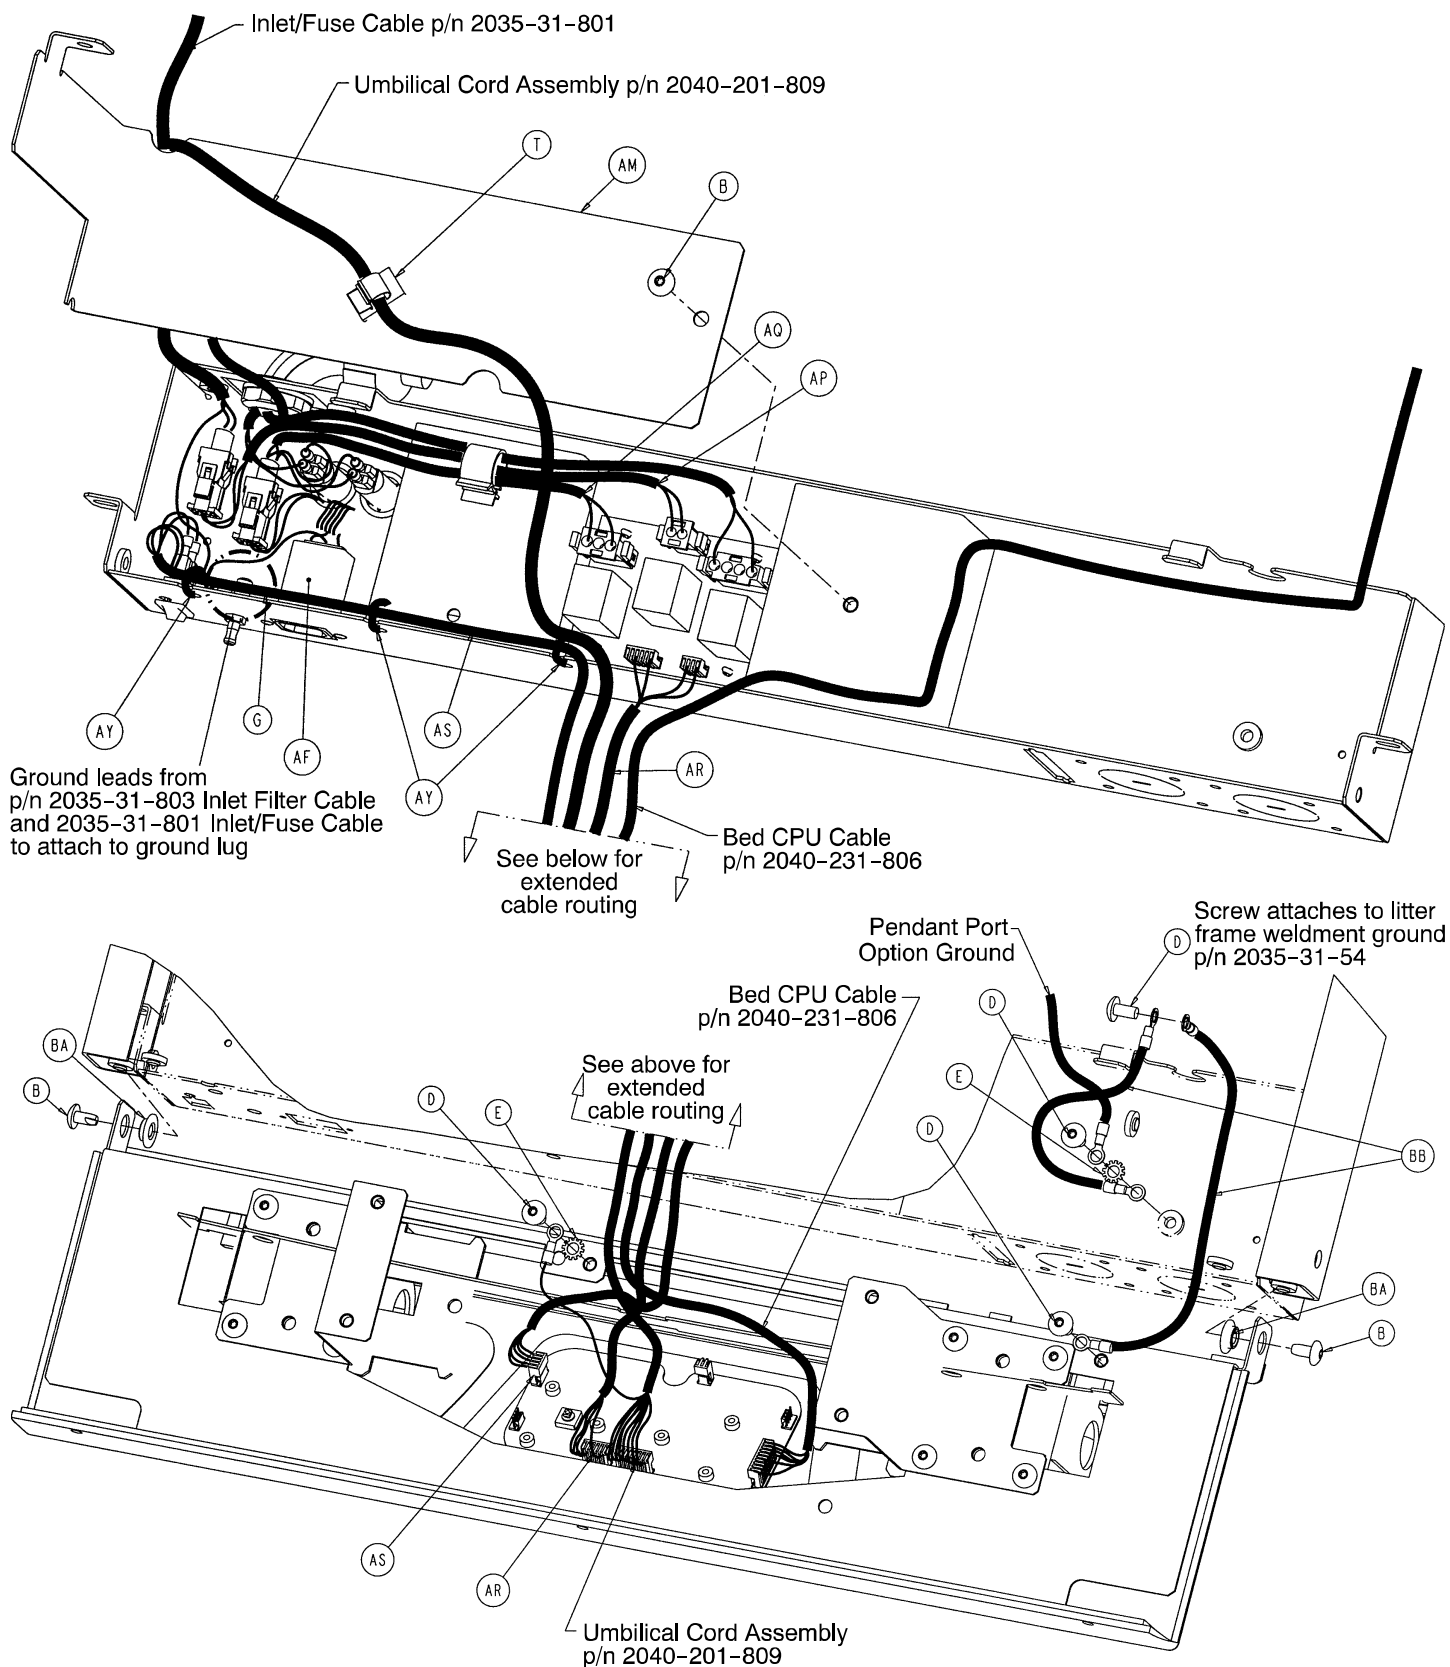 Inlet/Fuse Cable p/n 2035-31-801
Umbilical Cord Assembly p/n 2040-201-809
T
AM
B
AQ
AP
AY
G
AF
AS
AY
AR
Ground leads from
p/n 2035-31-803 Inlet Filter Cable
and 2035-31-801 Inlet/Fuse Cable
to attach to ground lug
Bed CPU Cable
p/n 2040-231-806
See below for
extended
cable routing
Pendant Port
Option Ground
Screw attaches to litter
frame weldment ground
p/n 2035-31-54
D
Bed CPU Cable
p/n 2040-231-806
D
See above for
extended
cable routing
BA
B
D
E
E
D
BB
D
D
BA
B
AS
AR
Umbilical Cord Assembly
p/n 2040-201-809